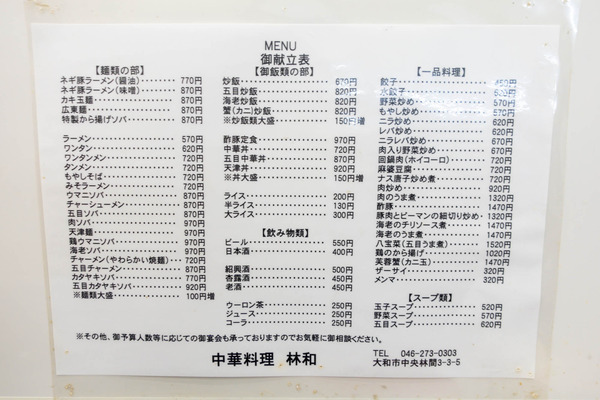 MENU
御献立表
【麺類の部】
ネギ豚ラーメン(醤油)・・・・・・770円
ネギ豚ラーメン(味噌)・・・・・・870円
カキ玉麺・・・・・・870円
広東麺・・・・・・870円
特製から揚げソバ・・・・・・870円
ラーメン・・・・・・570円
ワンタン・・・・・・620円
ワンタンメン・・・・・・720円
タンメン・・・・・・720円
もやしそば・・・・・・720円
みそラーメン・・・・・・720円
ウマニソバ・・・・・・870円
チャーシューメン・・・・・・870円
五目ソバ・・・・・・870円
肉ソバ・・・・・・870円
天津麺・・・・・・920円
鶏ウマニソバ・・・・・・920円
海老ソバ・・・・・・920円
チャーメン(やわらかい焼麺)・・・720円
五目チャーメン・・・・・・870円
カタヤキソバ・・・・・・870円
五目カタヤキソバ・・・・・・920円
※麺類大盛・・・・・・100円増
【御飯類の部】
炒飯・・・・・・670円
五目炒飯・・・・・・820円
海老炒飯・・・・・・820円
蟹(カニ)炒飯・・・・・・820円
※炒飯類大盛・・・・・・150円増
酢豚定食・・・・・・970円
中華丼・・・・・・720円
五目中華丼・・・・・・870円
天津丼・・・・・・920円
※丼大盛・・・・・・150円増
ライス・・・・・・200円
半ライス・・・・・・130円
大ライス・・・・・・300円
【飲み物類】
ビール・・・・・・550円
日本酒・・・・・・400円
紹興酒・・・・・・500円
杏露酒・・・・・・450円
老酒・・・・・・450円
ウーロン茶・・・・・・250円
ジュース・・・・・・250円
コーラ・・・・・・250円
【一品料理】
餃子・・・・・・450円
水餃子・・・・・・520円
野菜炒め・・・・・・570円
もやし炒め・・・・・・570円
ニラ炒め・・・・・・620円
レバ炒め・・・・・・620円
ニラレバ炒め・・・・・・670円
肉入り野菜炒め・・・・・・670円
回鍋肉(ホイコーロ)・・・・・・720円
麻婆豆腐・・・・・・720円
ナス唐子炒め煮・・・・・・720円
肉炒め・・・・・・920円
肉のうま煮・・・・・・1320円
酢豚・・・・・・1470円
豚肉とピーマンの細切り炒め・1320円
海老のチリソース煮・・・・・・1470円
海老のうま煮・・・・・・1470円
八宝菜(五目うま煮)・・・・・・1520円
鶏のから揚げ・・・・・・1020円
芙蓉蟹(カニ玉)・・・・・・1470円
ザーサイ・・・・・・320円
メンマ・・・・・・320円
【スープ類】
玉子スープ・・・・・・520円
野菜スープ・・・・・・570円
五目スープ・・・・・・620円
※その他、御予算人数等に応じての御宴会も承っておりますのでお気軽に御相談ください。
中華料理 林和
TEL 046-273-0303
大和市中央林間3-3-5